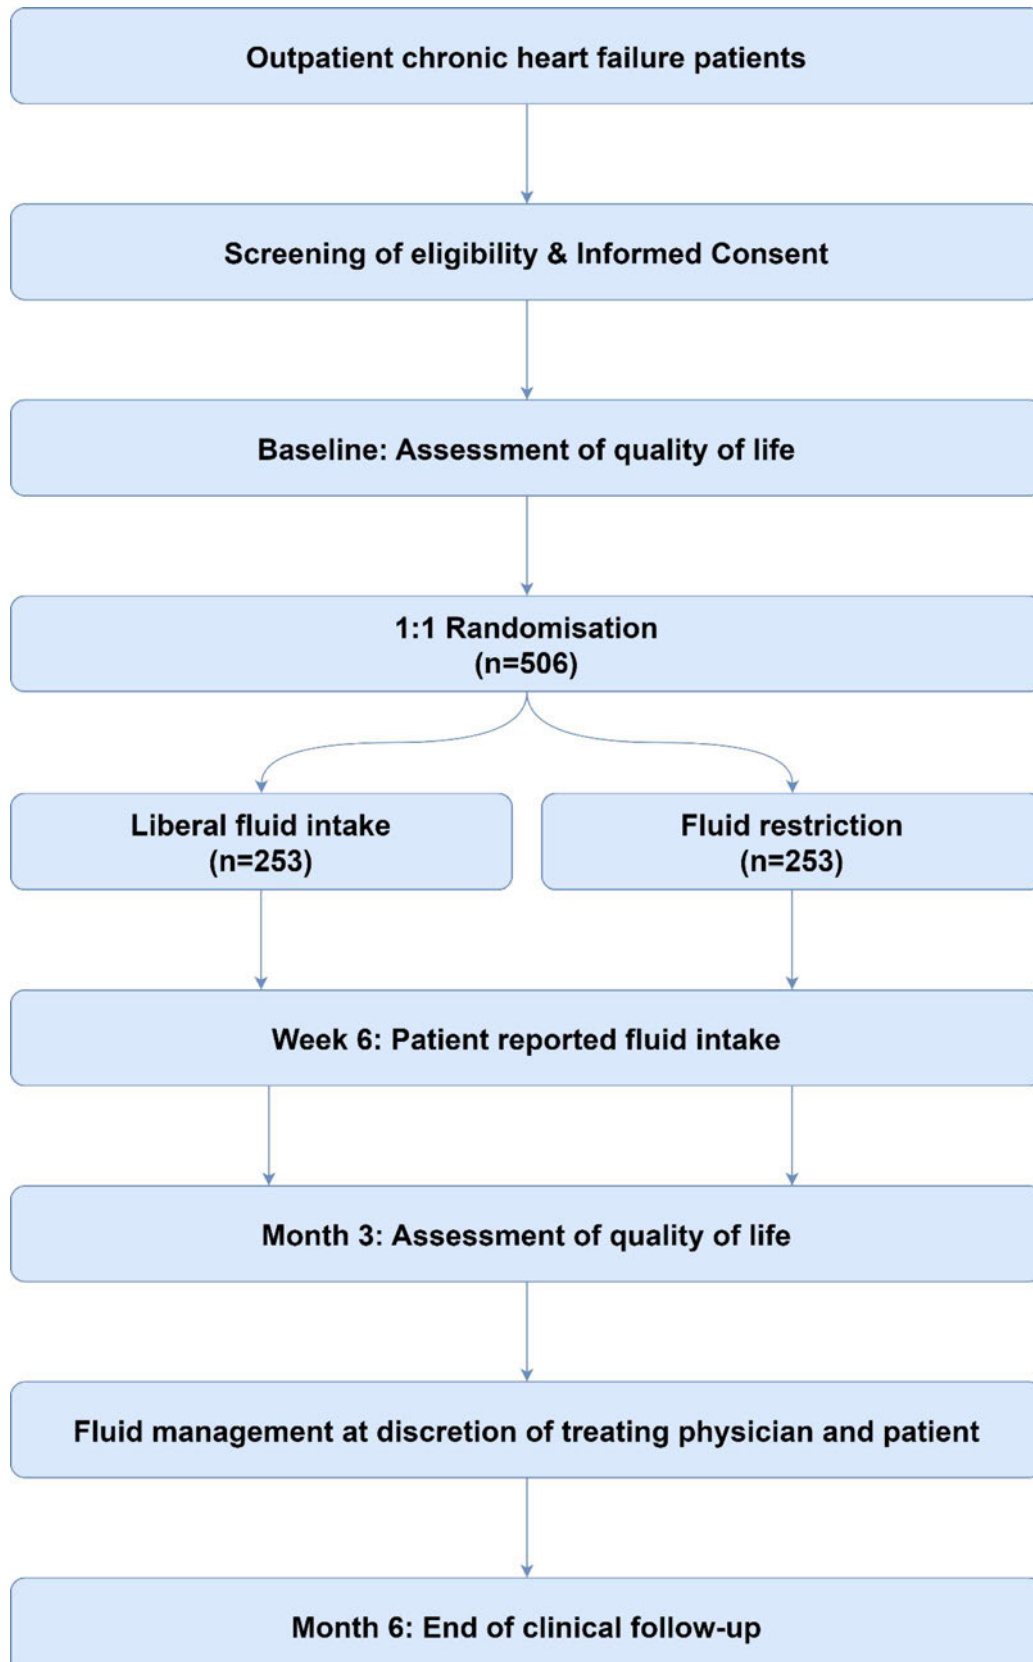 Outpatient chronic heart failure patients
Screening of eligibility & Informed Consent
Baseline: Assessment of quality of life
1:1 Randomisation
(n=506)
Liberal fluid intake
(n=253)
Fluid restriction
(n=253)
Week 6: Patient reported fluid intake
Month 3: Assessment of quality of life
Fluid management at discretion of treating physician and patient
Month 6: End of clinical follow-up